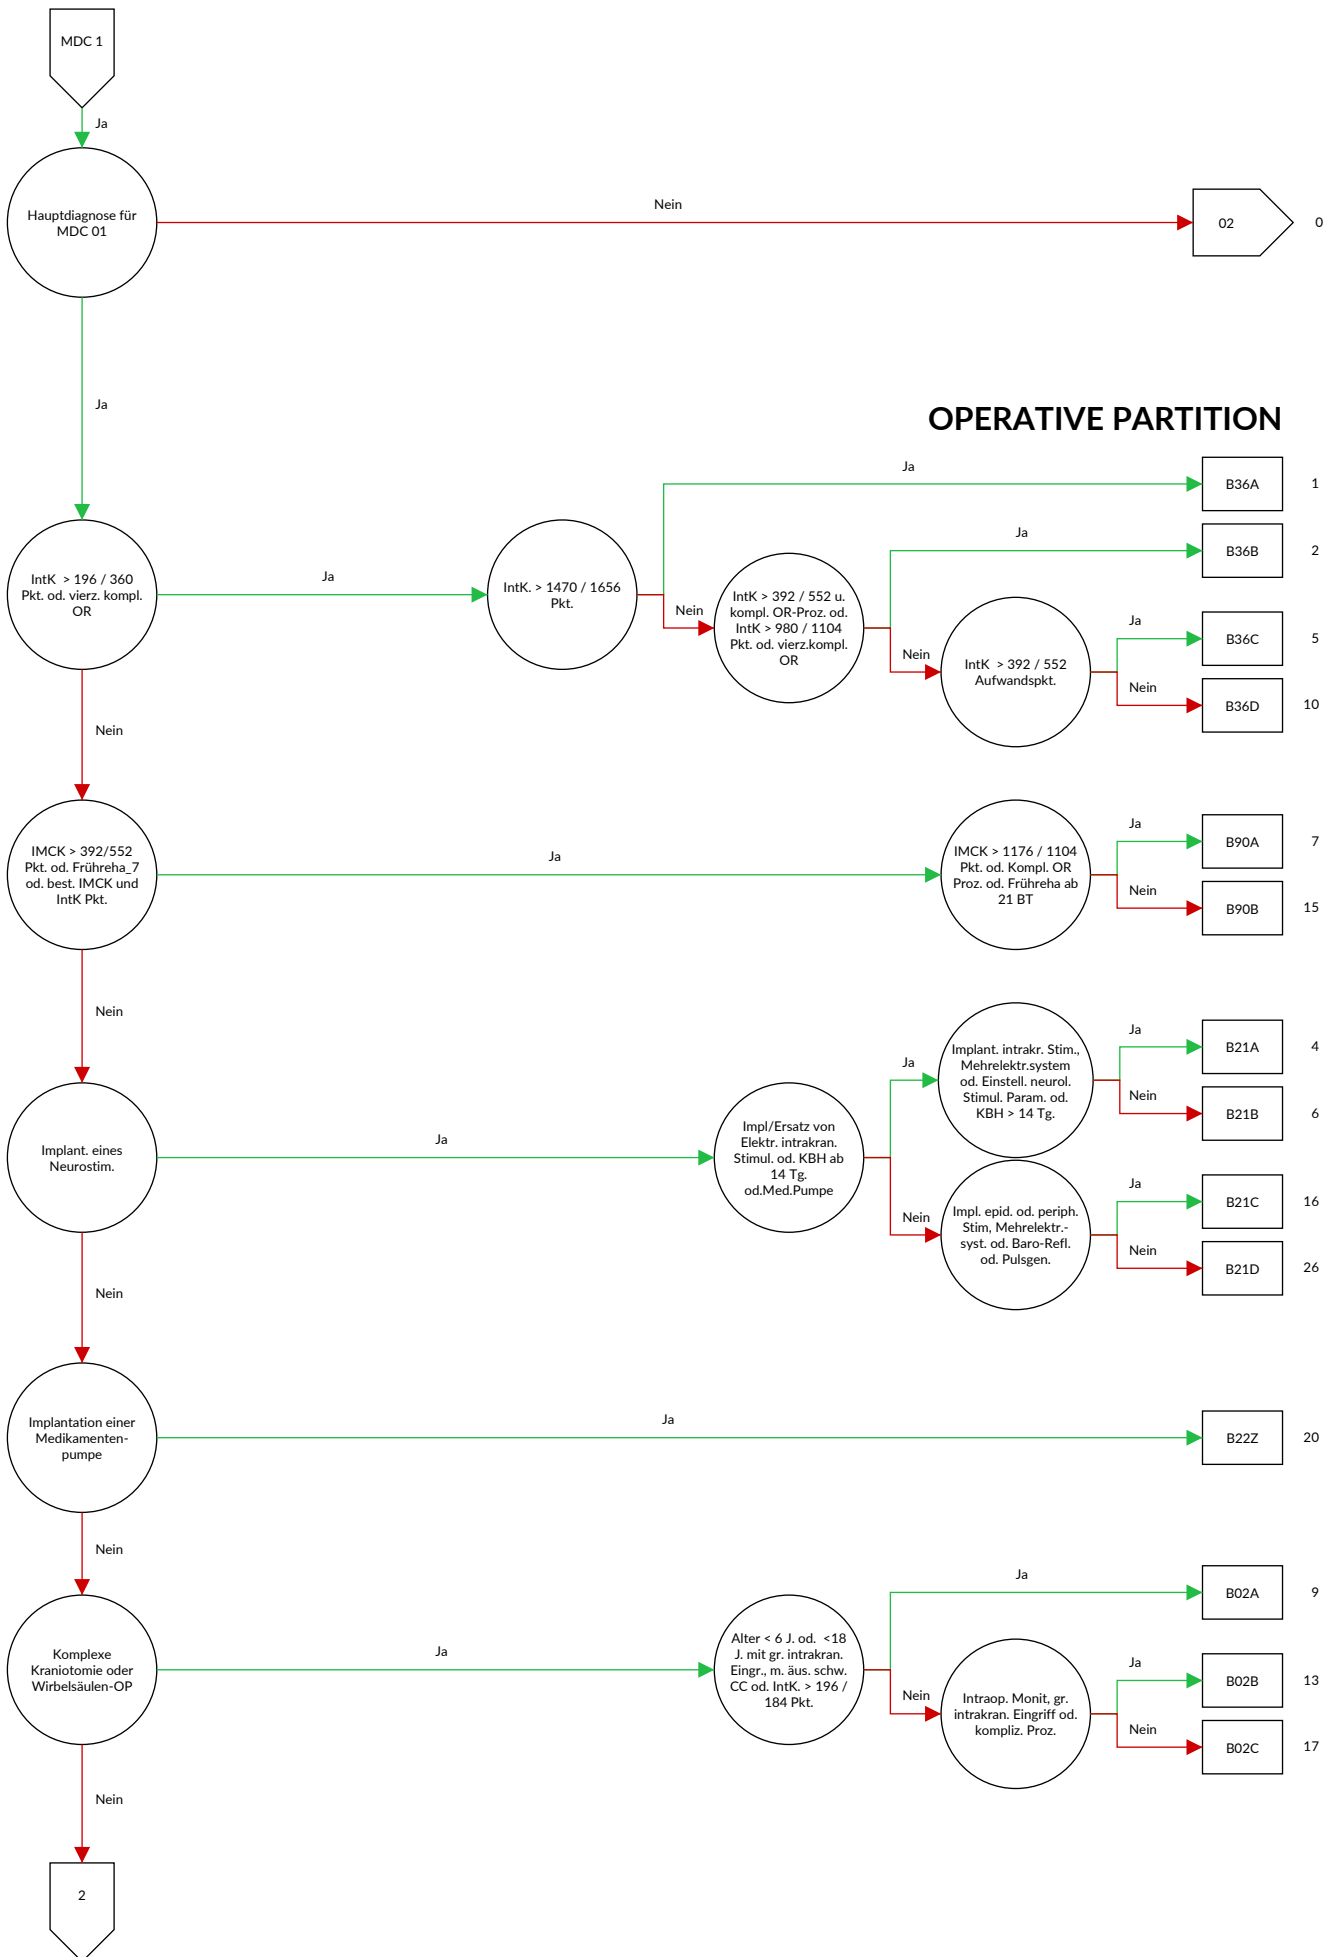 MDC 1
Ja
Hauptdiagnose für
MDC 01
Nein
02
0
Ja
OPERATIVE PARTITION
IntK > 196 / 360
Pkt. od. vierz. kompl.
OR
Ja
IntK. > 1470 / 1656
Pkt.
Ja
B36A
1
Nein
IntK > 392 / 552 u.
kompl. OR-Proz. od.
IntK > 980 / 1104
Pkt. od. vierz.kompl.
OR
Ja
B36B
2
Nein
IntK > 392 / 552
Aufwandspkt.
Ja
B36C
5
Nein
B36D
10
Nein
IMCK > 392/552
Pkt. od. Frühreha_7
od. best. IMCK und
IntK Pkt.
Ja
IMCK > 1176 / 1104
Pkt. od. Kompl. OR
Proz. od. Frühreha ab
21 BT
Ja
B90A
7
Nein
B90B
15
Nein
Implant. eines
Neurostim.
Ja
Impl/Ersatz von
Elektr. intrakran.
Stimul. od. KBH ab
14 Tg.
od.Med.Pumpe
Ja
Implant. intrakr. Stim.,
Mehrelektr.system
od. Einstell. neurol.
Stimul. Param. od.
KBH > 14 Tg.
Ja
B21A
4
Nein
B21B
6
Nein
Impl. epid. od. periph.
Stim, Mehrelektr.-
syst. od. Baro-Refl.
od. Pulsgen.
Ja
B21C
16
Nein
B21D
26
Nein
Implantation einer
Medikamenten-
pumpe
Ja
B22Z
20
Nein
Komplexe
Kraniotomie oder
Wirbelsäulen-OP
Ja
Alter < 6 J. od. <18
J. mit gr. intrakran.
Eingr., m. äus. schw.
CC od. IntK. > 196 /
184 Pkt.
Ja
B02A
9
Nein
Intraop. Monit, gr.
intrakran. Eingriff od.
kompliz. Proz.
Ja
B02B
13
Nein
B02C
17
Nein
2